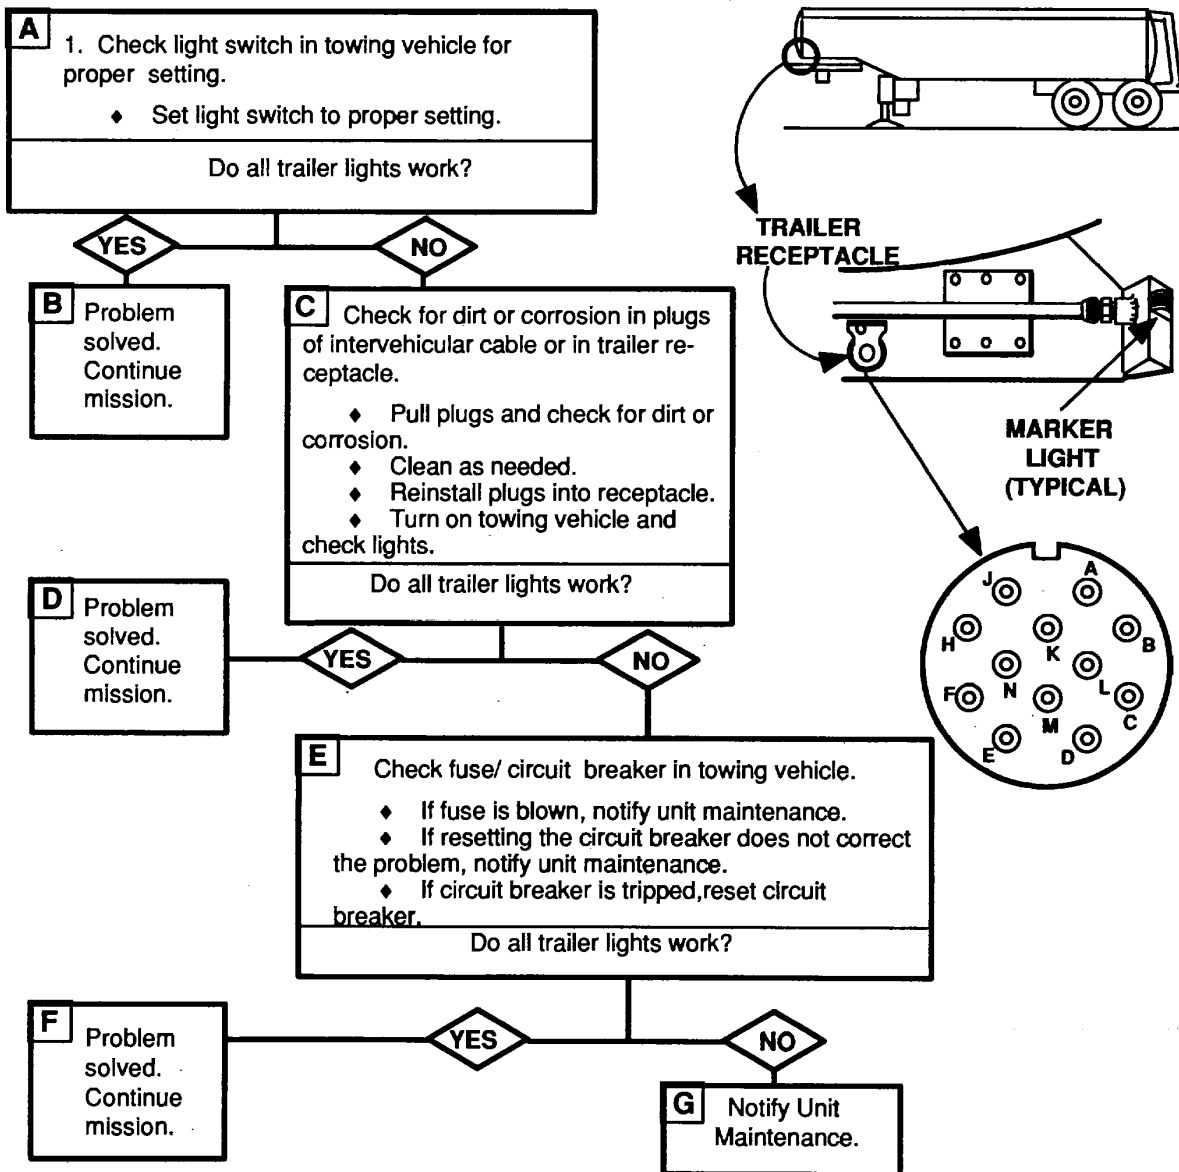 A
1. Check light switch in towing vehicle for
proper setting.
♦ Set light switch to proper setting.
Do all trailer lights work?
YES
NO
B
Problem
solved.
Continue
mission.
C
Check for dirt or corrosion in plugs
of intervehicular cable or in trailer re-
ceptacle.
♦ Pull plugs and check for dirt or
corrosion.
♦ Clean as needed.
♦ Reinstall plugs into receptacle.
♦ Turn on towing vehicle and
check lights.
Do all trailer lights work?
D
Problem
solved.
Continue
mission.
YES
NO
E
Check fuse/ circuit breaker in towing vehicle.
♦ If fuse is blown, notify unit maintenance.
♦ If resetting the circuit breaker does not correct
the problem, notify unit maintenance.
♦ If circuit breaker is tripped,reset circuit
breaker.
Do all trailer lights work?
F
Problem
solved.
Continue
mission.
YES
NO
G
Notify Unit
Maintenance.
TRAILER
RECEPTACLE
MARKER
LIGHT
(TYPICAL)
J
A
H
K
B
N
L
F
M
C
E
D